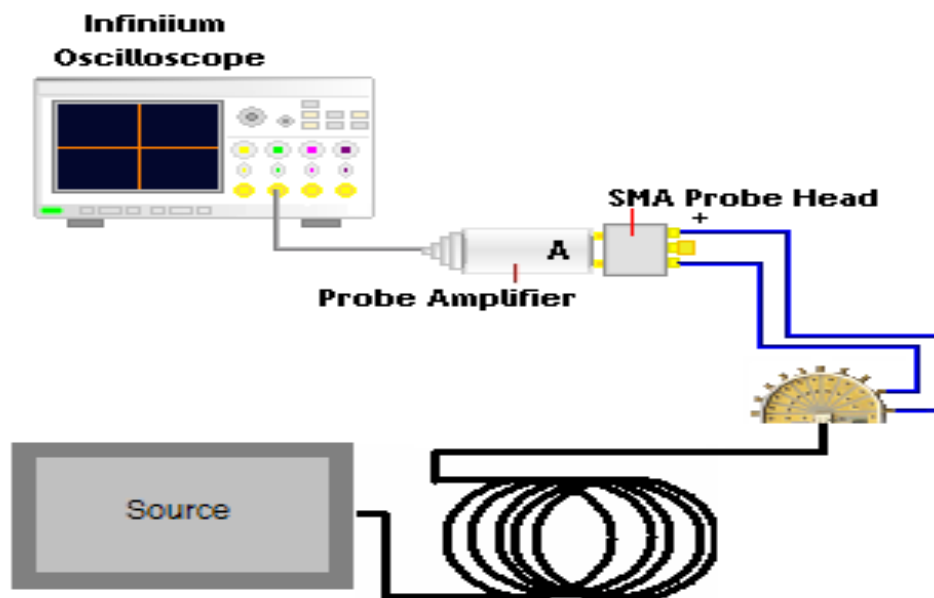 Infiniium
Oscilloscope
SMA Probe Head
+
A
Probe Amplifier
Source